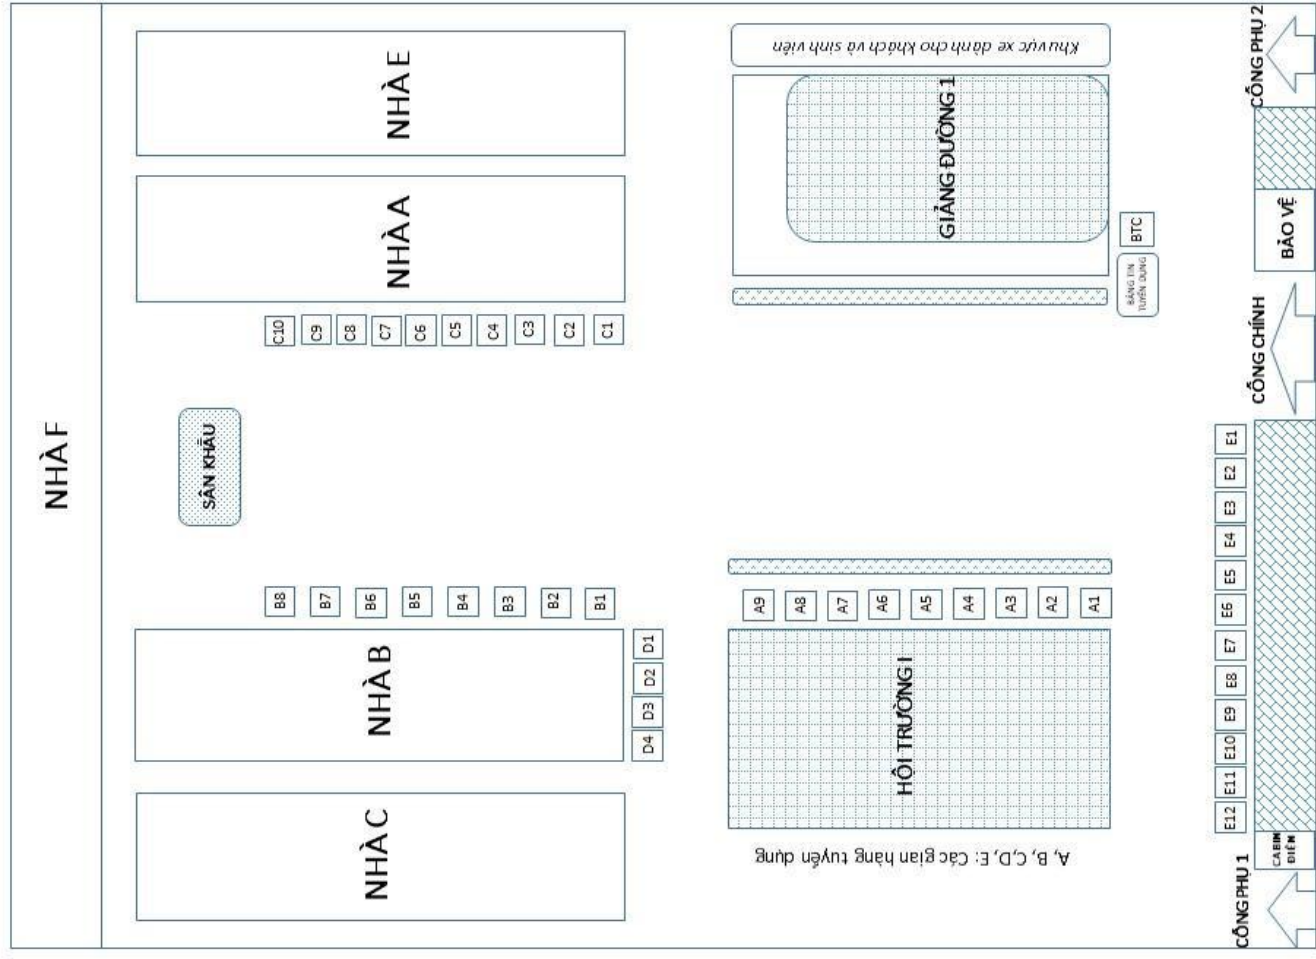 NHÀ F
SÂN KHẤU
NHÀ C
NHÀ B
NHÀ A
NHÀ E
B8
B7
B6
B5
B4
B3
B2
B1
C10
C9
C8
C7
C6
C5
C4
C3
C2
C1
D4
D3
D2
D1
A, B, C,D, E: Các gian hàng tuyển dụng
HỘI TRƯỜNG I
A9
A8
A7
A6
A5
A4
A3
A2
A1
GIẢNG ĐƯỜNG 1
Khu vực xe dành cho khách và sinh viên
BẢNG TIN
TUYỂN DỤNG
BTC
E12
E11
E10
E9
E8
E7
E6
E5
E4
E3
E2
E1
CỔNG PHỤ 1
CABIN
ĐIỆN
CỔNG CHÍNH
BẢO VỆ
CỔNG PHỤ 2